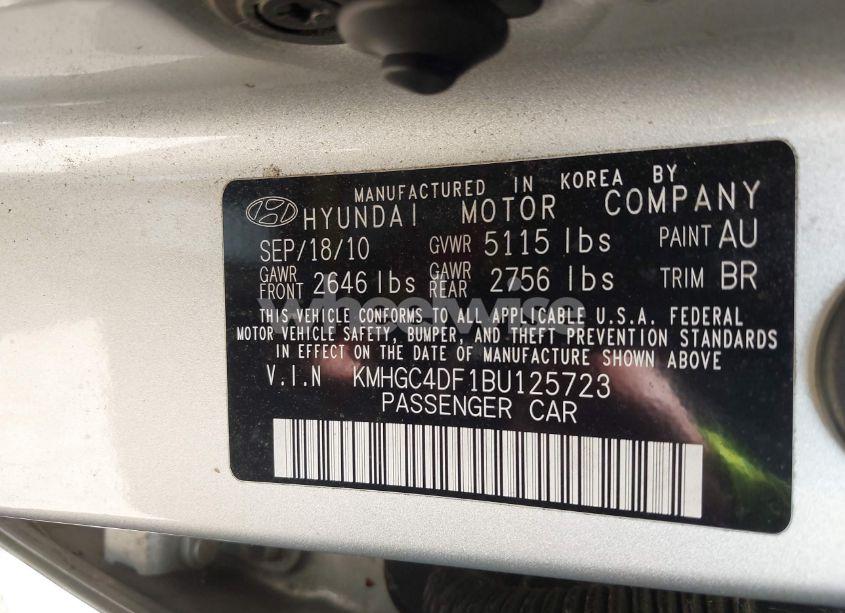 MANUFACTURED IN KOREA BY
HYUNDAI MOTOR COMPANY
SEP/18/10 GVWR 5115 lbs PAINT AU
GAWR FRONT 2646 lbs GAWR REAR 2756 lbs TRIM BR
wheelwise
THIS VEHICLE CONFORMS TO ALL APPLICABLE U.S.A. FEDERAL
MOTOR VEHICLE SAFETY, BUMPER, AND THEFT PREVENTION STANDARDS
IN EFFECT ON THE DATE OF MANUFACTURE SHOWN ABOVE
V.I.N KMHGC4DF1BU125723
PASSENGER CAR